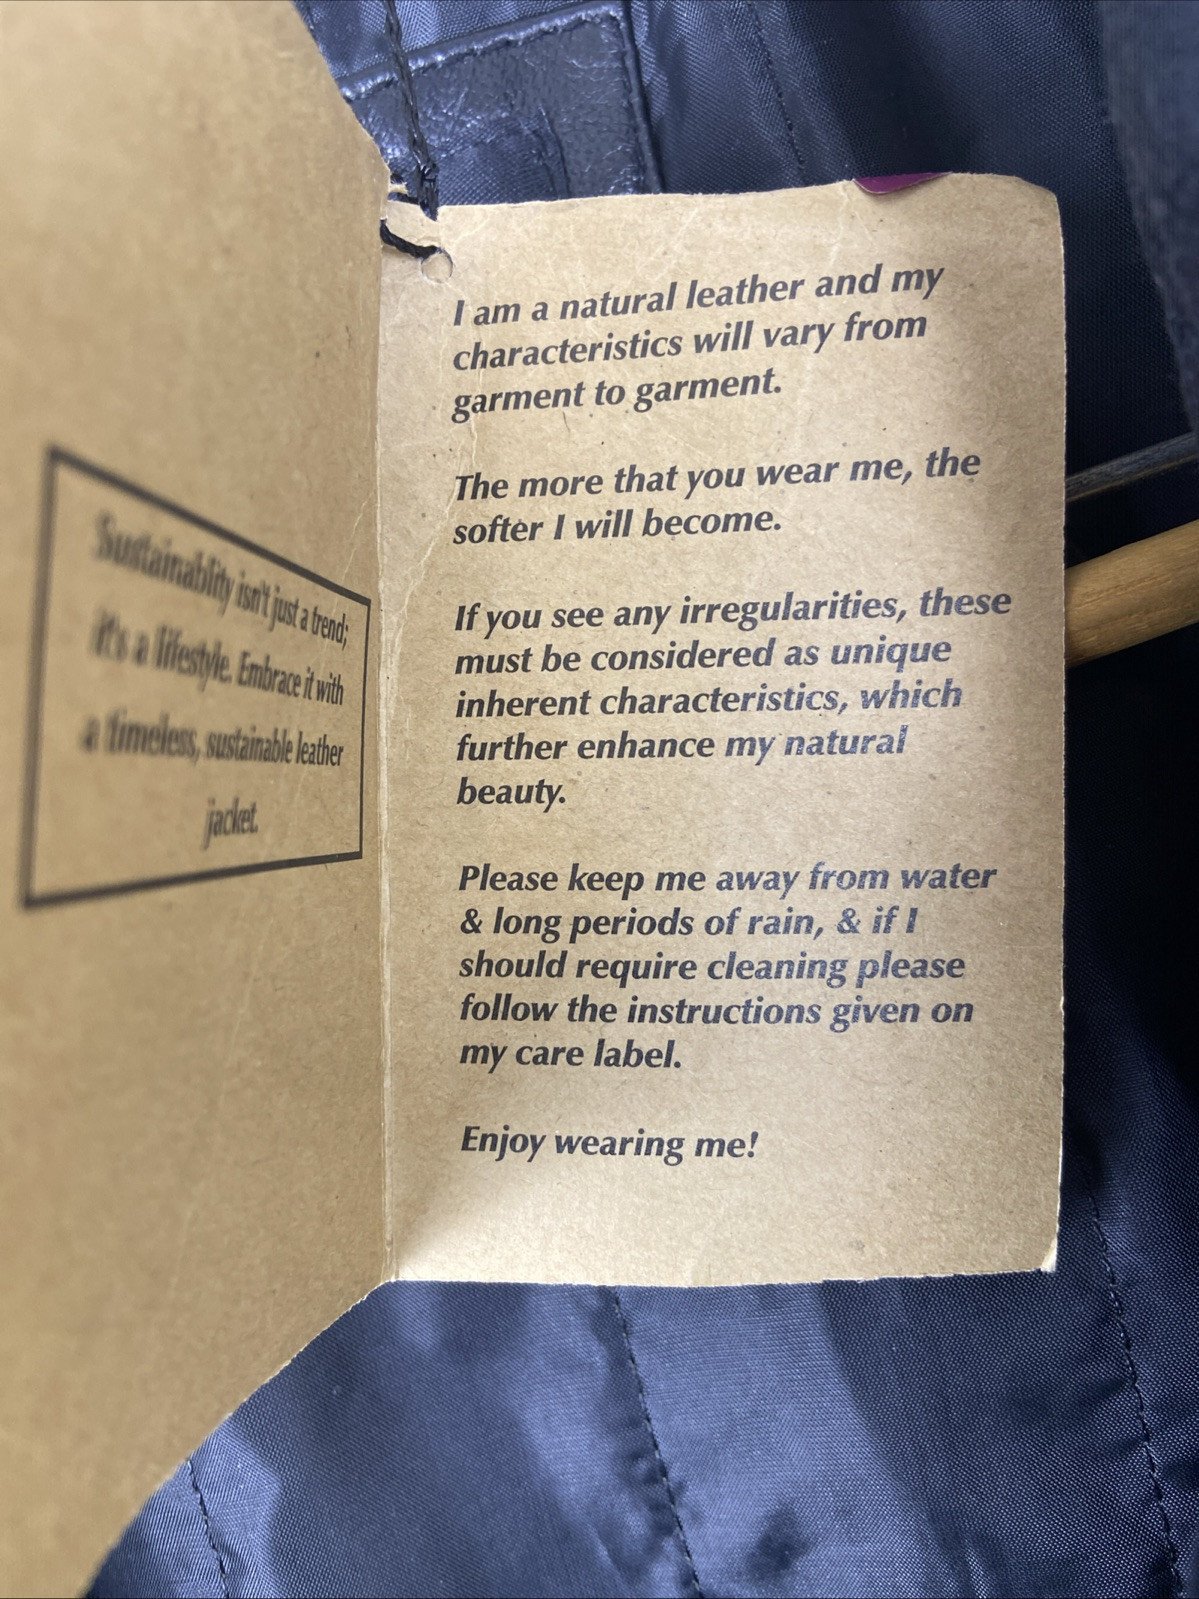 Sustainablity isn't just a trend;
it's a lifestyle. Embrace it with
a timeless, sustainable leather
jacket.
I am a natural leather and my
characteristics will vary from
garment to garment.
The more that you wear me, the
softer I will become.
If you see any irregularities, these
must be considered as unique
inherent characteristics, which
further enhance my natural
beauty.
Please keep me away from water
& long periods of rain, & if I
should require cleaning please
follow the instructions given on
my care label.
Enjoy wearing me!